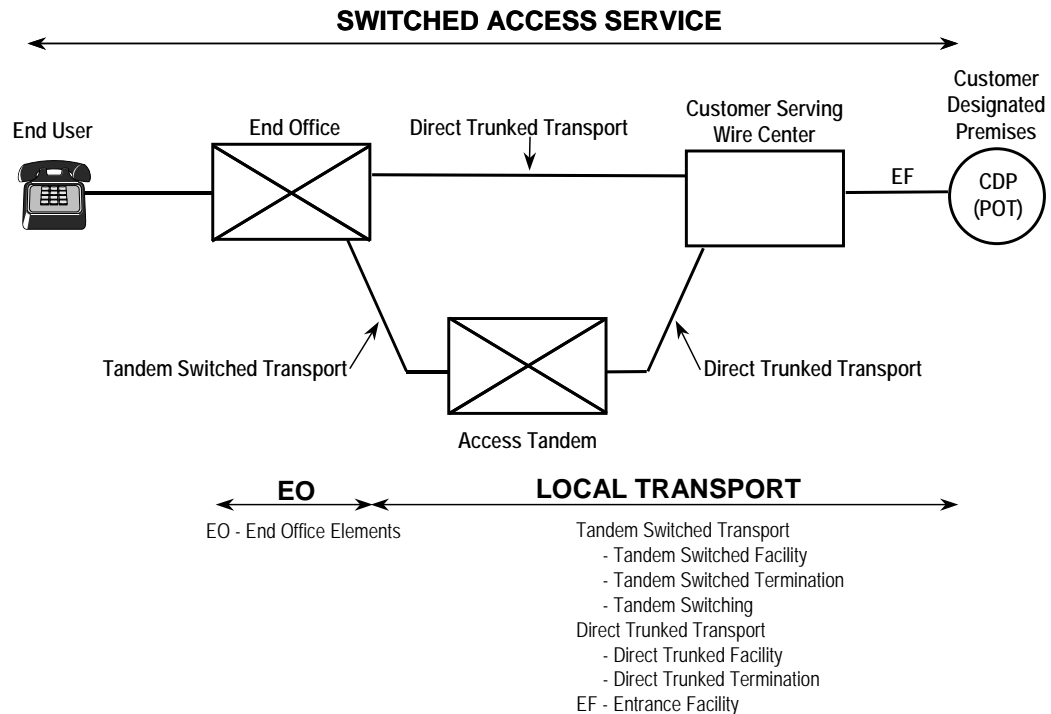 SWITCHED ACCESS SERVICE
Customer
Designated
Premises
End User
End Office
Direct Trunked Transport
Customer Serving
Wire Center
EF
CDP
(POT)
Tandem Switched Transport
Direct Trunked Transport
Access Tandem
EO
LOCAL TRANSPORT
EO - End Office Elements
Tandem Switched Transport
- Tandem Switched Facility
- Tandem Switched Termination
- Tandem Switching
Direct Trunked Transport
- Direct Trunked Facility
- Direct Trunked Termination
EF - Entrance Facility